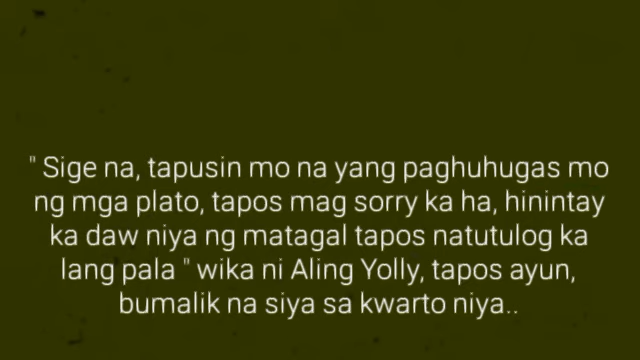 " Sige na, tapusin mo na yang paghuhugas mo
ng mga plato, tapos mag sorry ka ha, hinintay
ka daw niya ng matagal tapos natutulog ka
lang pala " wika ni Aling Yolly, tapos ayun,
bumalik na siya sa kwarto niya..